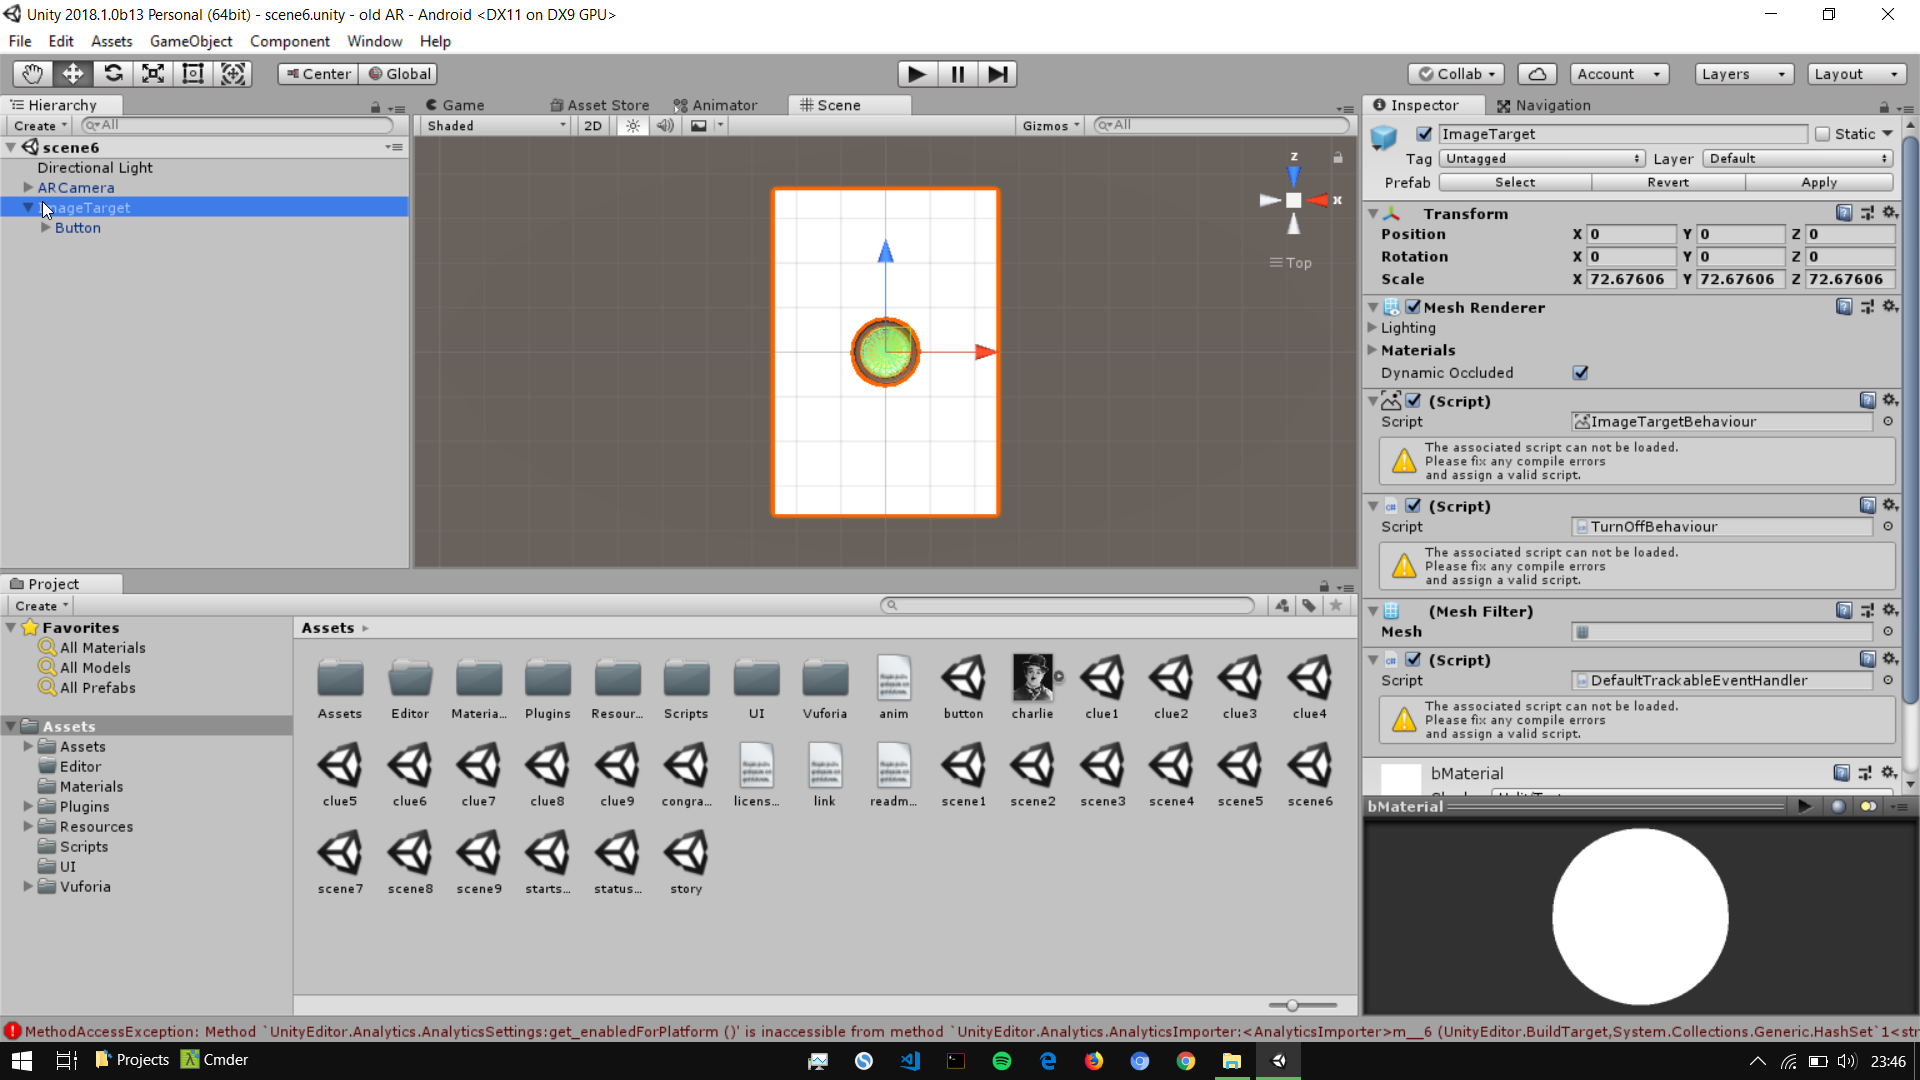 Unity 2018.1.0b13 Personal (64bit) - scene6.unity - old AR - Android <DX11 on DX9 GPU>
File Edit Assets GameObject Component Window Help
Center Global
Collab Account Layers Layout
Hierarchy
Create All
scene6
Directional Light
ARCamera
ImageTarget
Button
Game Asset Store Animator Scene
Shaded 2D Gizmos All
z
x
Top
Inspector Navigation
ImageTarget Static
Tag Untagged Layer Default
Prefab Select Revert Apply
Transform
Position X 0 Y 0 Z 0
Rotation X 0 Y 0 Z 0
Scale X 72.67606 Y 72.67606 Z 72.67606
Mesh Renderer
Lighting
Materials
Dynamic Occluded
(Script)
Script ImageTargetBehaviour
The associated script can not be loaded.
Please fix any compile errors
and assign a valid script.
(Script)
Script TurnOffBehaviour
The associated script can not be loaded.
Please fix any compile errors
and assign a valid script.
(Mesh Filter)
Mesh
(Script)
Script DefaultTrackableEventHandler
The associated script can not be loaded.
Please fix any compile errors
and assign a valid script.
bMaterial
bMaterial
Project
Create
Favorites
All Materials
All Models
All Prefabs
Assets
Assets
Editor
Materials
Plugins
Resources
Scripts
UI
Vuforia
Assets
Assets Editor Materia... Plugins Resour... Scripts UI Vuforia anim button charlie clue1 clue2 clue3 clue4
clue5 clue6 clue7 clue8 clue9 congra... licens... link readm... scene1 scene2 scene3 scene4 scene5 scene6
scene7 scene8 scene9 starts... status... story
MethodAccessException: Method `UnityEditor.Analytics.AnalyticsSettings:get_enabledForPlatform ()' is inaccessible from method `UnityEditor.Analytics.AnalyticsImporter:<AnalyticsImporter>m__6 (UnityEditor.BuildTarget,System.Collections.Generic.HashSet`1<str
Projects Cmder
23:46